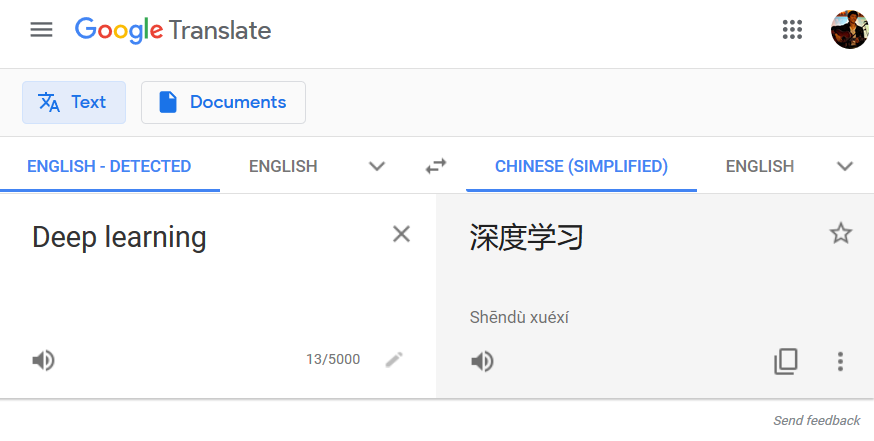 Google Translate
Text Documents
ENGLISH - DETECTED ENGLISH CHINESE (SIMPLIFIED) ENGLISH
Deep learning 深度学习
Shēndù xuéxí
13/5000
Send feedback